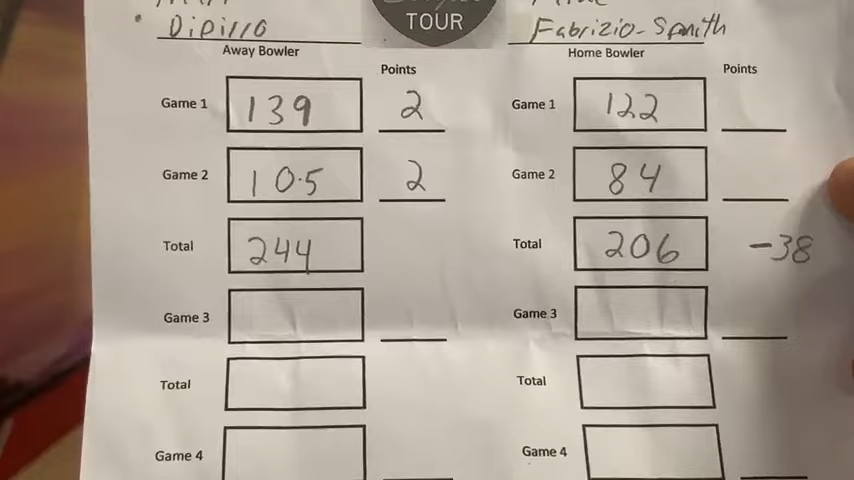 TOUR
Dipirro
Fabrizio-Smith
Away Bowler
Home Bowler
Points
Points
Game 1 139 2
Game 1 122
Game 2 105 2
Game 2 84
Total 244
Total 206 -38
Game 3
Game 3
Total
Total
Game 4
Game 4